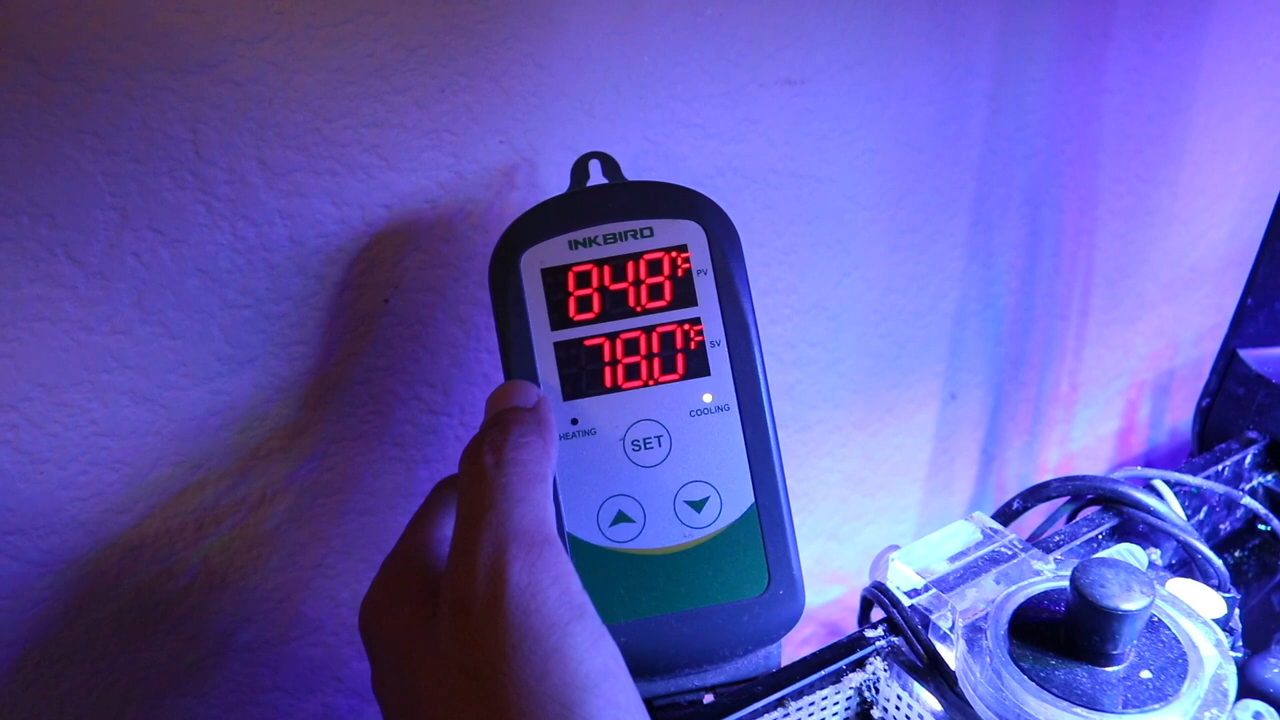 INKBIRD
84.8°F PV
78.0°F SV
COOLING
HEATING
SET